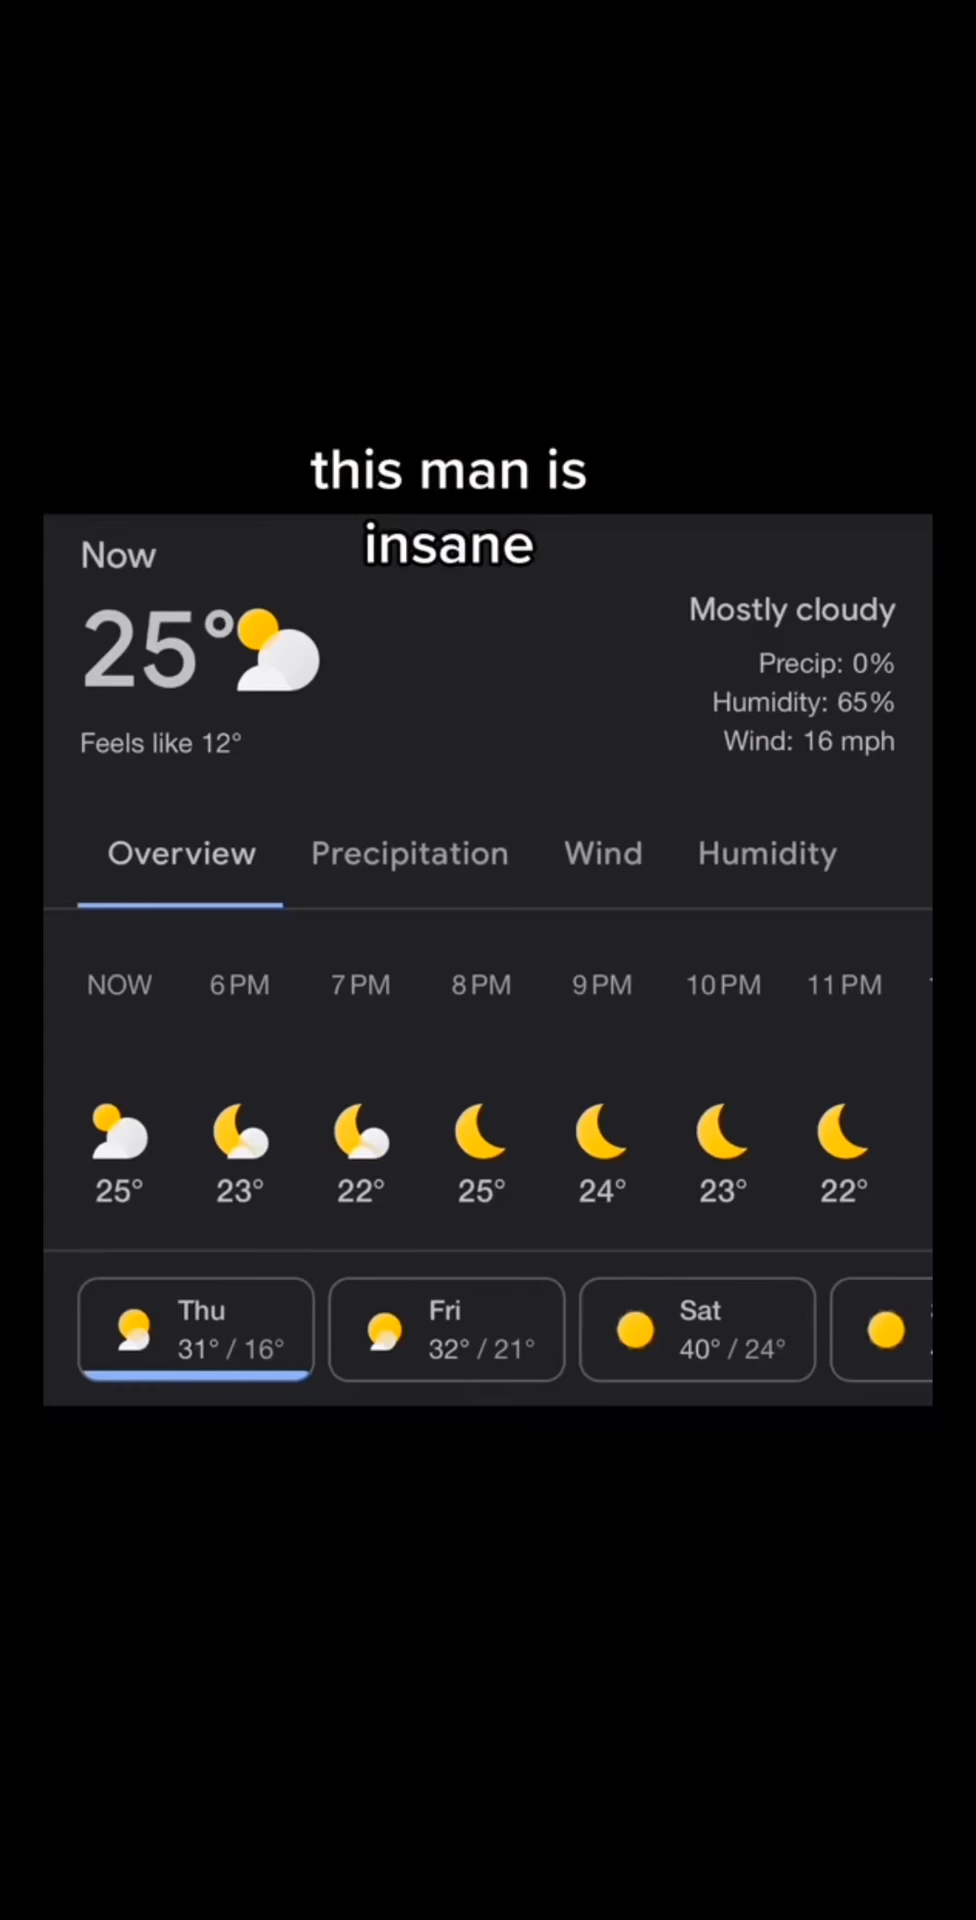 this man is
insane
Now
25°
Feels like 12°
Mostly cloudy
Precip: 0%
Humidity: 65%
Wind: 16 mph
Overview Precipitation Wind Humidity
NOW 6 PM 7 PM 8 PM 9 PM 10 PM 11 PM
25° 23° 22° 25° 24° 23° 22°
Thu Fri Sat
31° / 16° 32° / 21° 40° / 24°